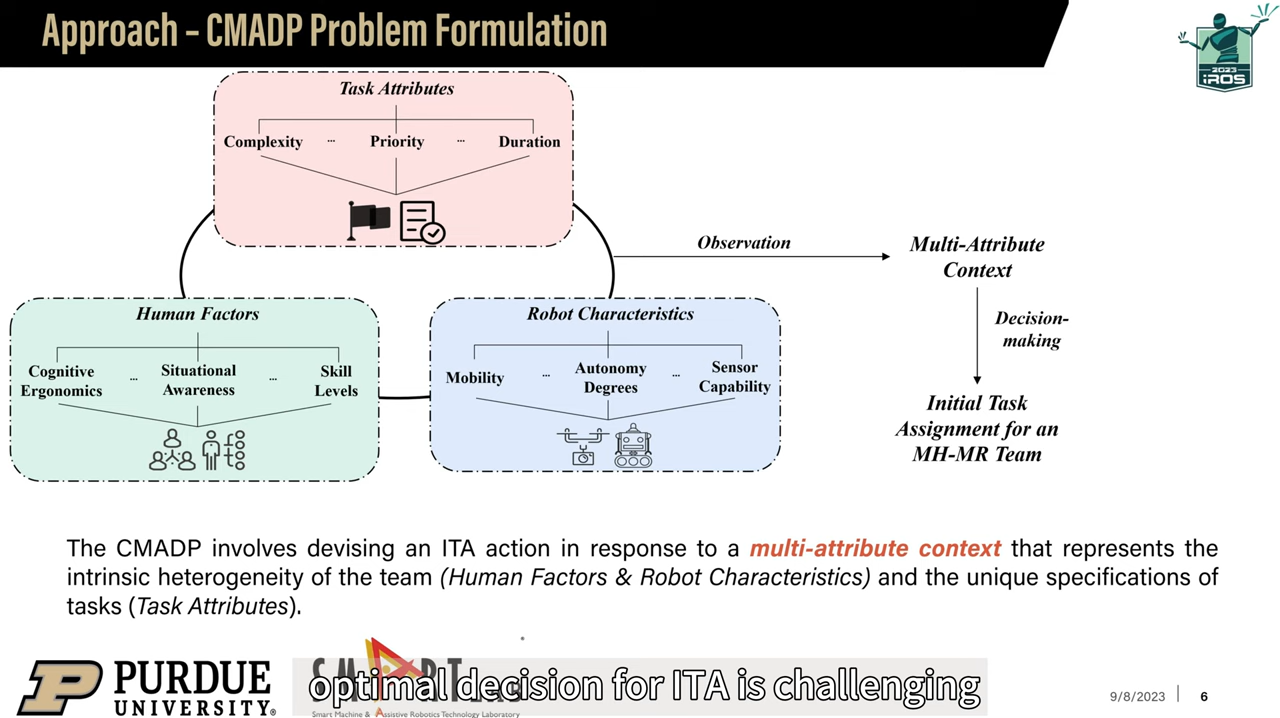 Approach – CMADP Problem Formulation
2023
iROS
Task Attributes
Complexity ... Priority ... Duration
Observation
Multi-Attribute
Context
Decision-
making
Initial Task
Assignment for an
MH-MR Team
Human Factors
Cognitive
Ergonomics
...
Situational
Awareness
...
Skill
Levels
Robot Characteristics
Mobility
...
Autonomy
Degrees
...
Sensor
Capability
The CMADP involves devising an ITA action in response to a multi-attribute context that represents the
intrinsic heterogeneity of the team (Human Factors & Robot Characteristics) and the unique specifications of
tasks (Task Attributes).
P PURDUE
UNIVERSITY®
SMART
Smart Machine & Assistive Robotics Technology Laboratory
optimal decision for ITA is challenging
9/8/2023 | 6